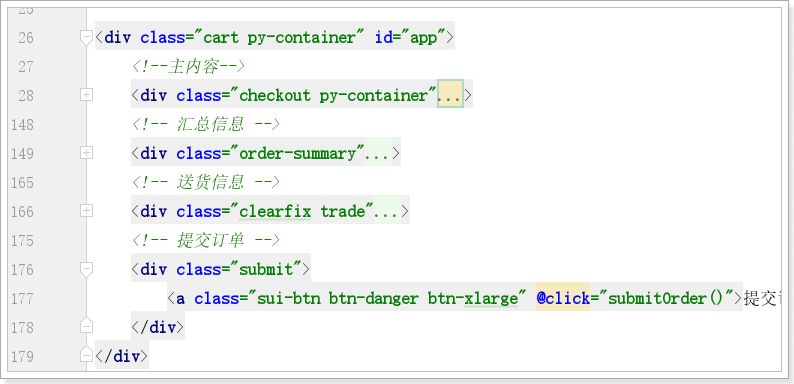 25
26 <div class="cart py-container" id="app">
27 <!--主内容-->
28 <div class="checkout py-container"...>
148 <!-- 汇总信息 -->
149 <div class="order-summary"...>
165 <!-- 送货信息 -->
166 <div class="clearfix trade"...>
175 <!-- 提交订单 -->
176 <div class="submit">
177 <a class="sui-btn btn-danger btn-xlarge" @click="submitOrder()">提交
178 </div>
179 </div>